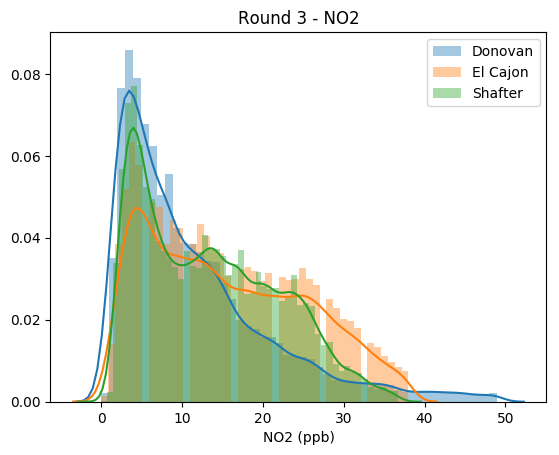 Round 3 - NO2
Donovan
El Cajon
Shafter
0.08
0.06
0.04
0.02
0.00
0 10 20 30 40 50
NO2 (ppb)